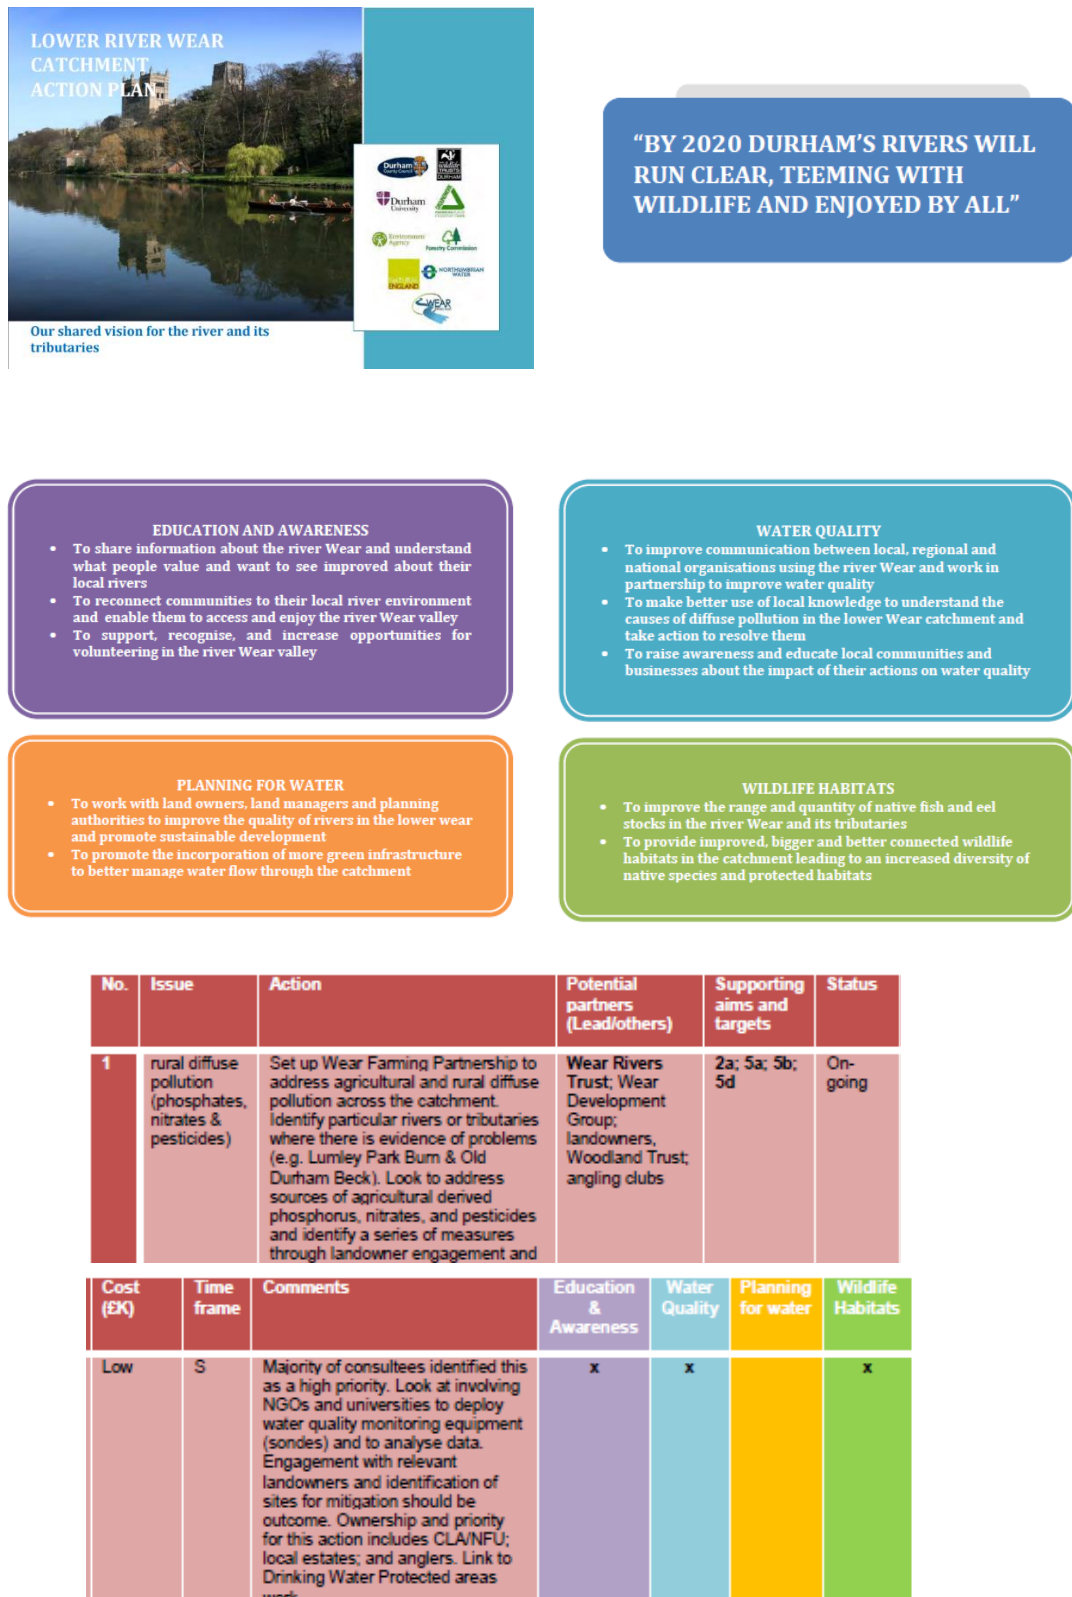 LOWER RIVER WEAR
CATCHMENT
ACTION PLAN
Durham
County Council
wildlife
TRUSTS
DURHAM
Durham
University
Environment
Agency
Forestry Commission
NATURAL
ENGLAND
NORTHUMBRIAN
WATER
WEAR
Our shared vision for the river and its
tributaries
“BY 2020 DURHAM’S RIVERS WILL
RUN CLEAR, TEEMING WITH
WILDLIFE AND ENJOYED BY ALL”
EDUCATION AND AWARENESS
• To share information about the river Wear and understand
what people value and want to see improved about their
local rivers
• To reconnect communities to their local river environment
and enable them to access and enjoy the river Wear valley
• To support, recognise, and increase opportunities for
volunteering in the river Wear valley
WATER QUALITY
• To improve communication between local, regional and
national organisations using the river Wear and work in
partnership to improve water quality
• To make better use of local knowledge to understand the
causes of diffuse pollution in the lower Wear catchment and
take action to resolve them
• To raise awareness and educate local communities and
businesses about the impact of their actions on water quality
PLANNING FOR WATER
• To work with land owners, land managers and planning
authorities to improve the quality of rivers in the lower wear
and promote sustainable development
• To promote the incorporation of more green infrastructure
to better manage water flow through the catchment
WILDLIFE HABITATS
• To improve the range and quantity of native fish and eel
stocks in the river Wear and its tributaries
• To provide improved, bigger and better connected wildlife
habitats in the catchment leading to an increased diversity of
native species and protected habitats
No.
Issue
Action
Potential
partners
(Lead/others)
Supporting
aims and
targets
Status
1
rural diffuse
pollution
(phosphates,
nitrates &
pesticides)
Set up Wear Farming Partnership to
address agricultural and rural diffuse
pollution across the catchment.
Identify particular rivers or tributaries
where there is evidence of problems
(e.g. Lumley Park Burn & Old
Durham Beck). Look to address
sources of agricultural derived
phosphorus, nitrates, and pesticides
and identify a series of measures
through landowner engagement and
Wear Rivers
Trust; Wear
Development
Group;
landowners,
Woodland Trust;
angling clubs
2a; 5a; 5b;
5d
On-
going
Cost
(£K)
Time
frame
Comments
Education
&
Awareness
Water
Quality
Planning
for water
Wildlife
Habitats
Low
S
Majority of consultees identified this
as a high priority. Look at involving
NGOs and universities to deploy
water quality monitoring equipment
(sondes) and to analyse data.
Engagement with relevant
landowners and identification of
sites for mitigation should be
outcome. Ownership and priority
for this action includes CLA/NFU;
local estates; and anglers. Link to
Drinking Water Protected areas
x
x
x